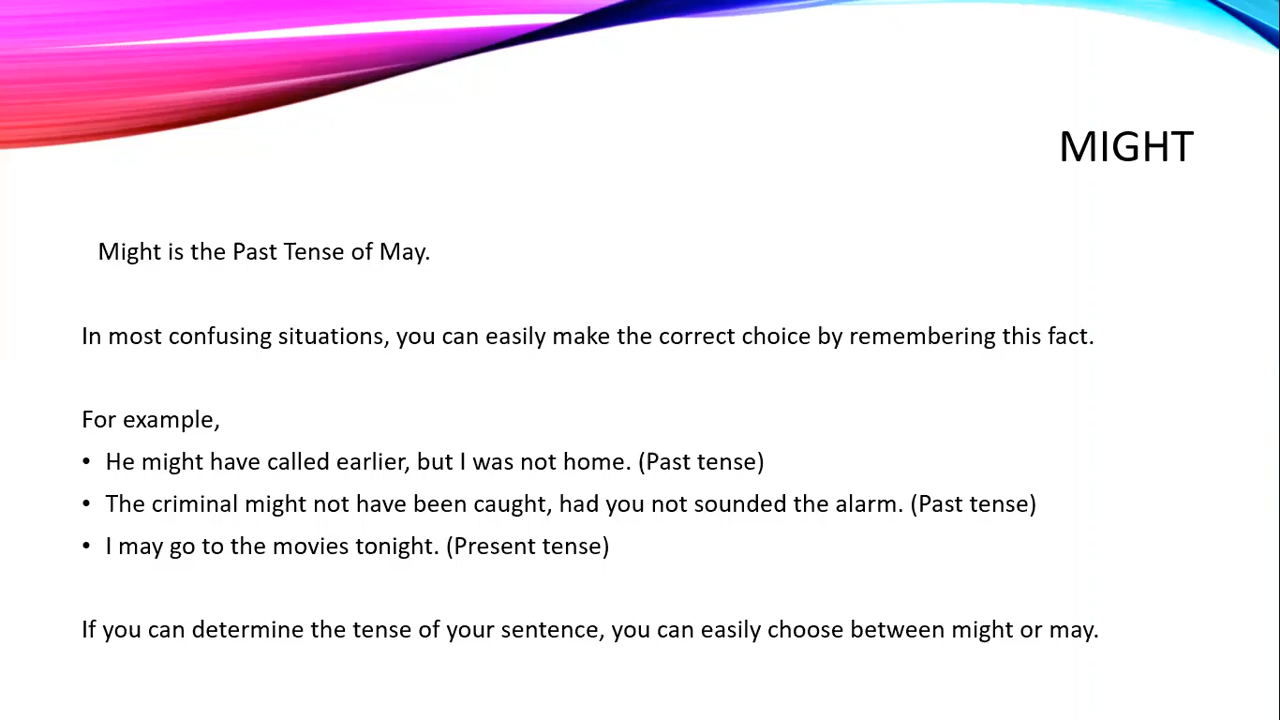 MIGHT
Might is the Past Tense of May.
In most confusing situations, you can easily make the correct choice by remembering this fact.
For example,
• He might have called earlier, but I was not home. (Past tense)
• The criminal might not have been caught, had you not sounded the alarm. (Past tense)
• I may go to the movies tonight. (Present tense)
If you can determine the tense of your sentence, you can easily choose between might or may.